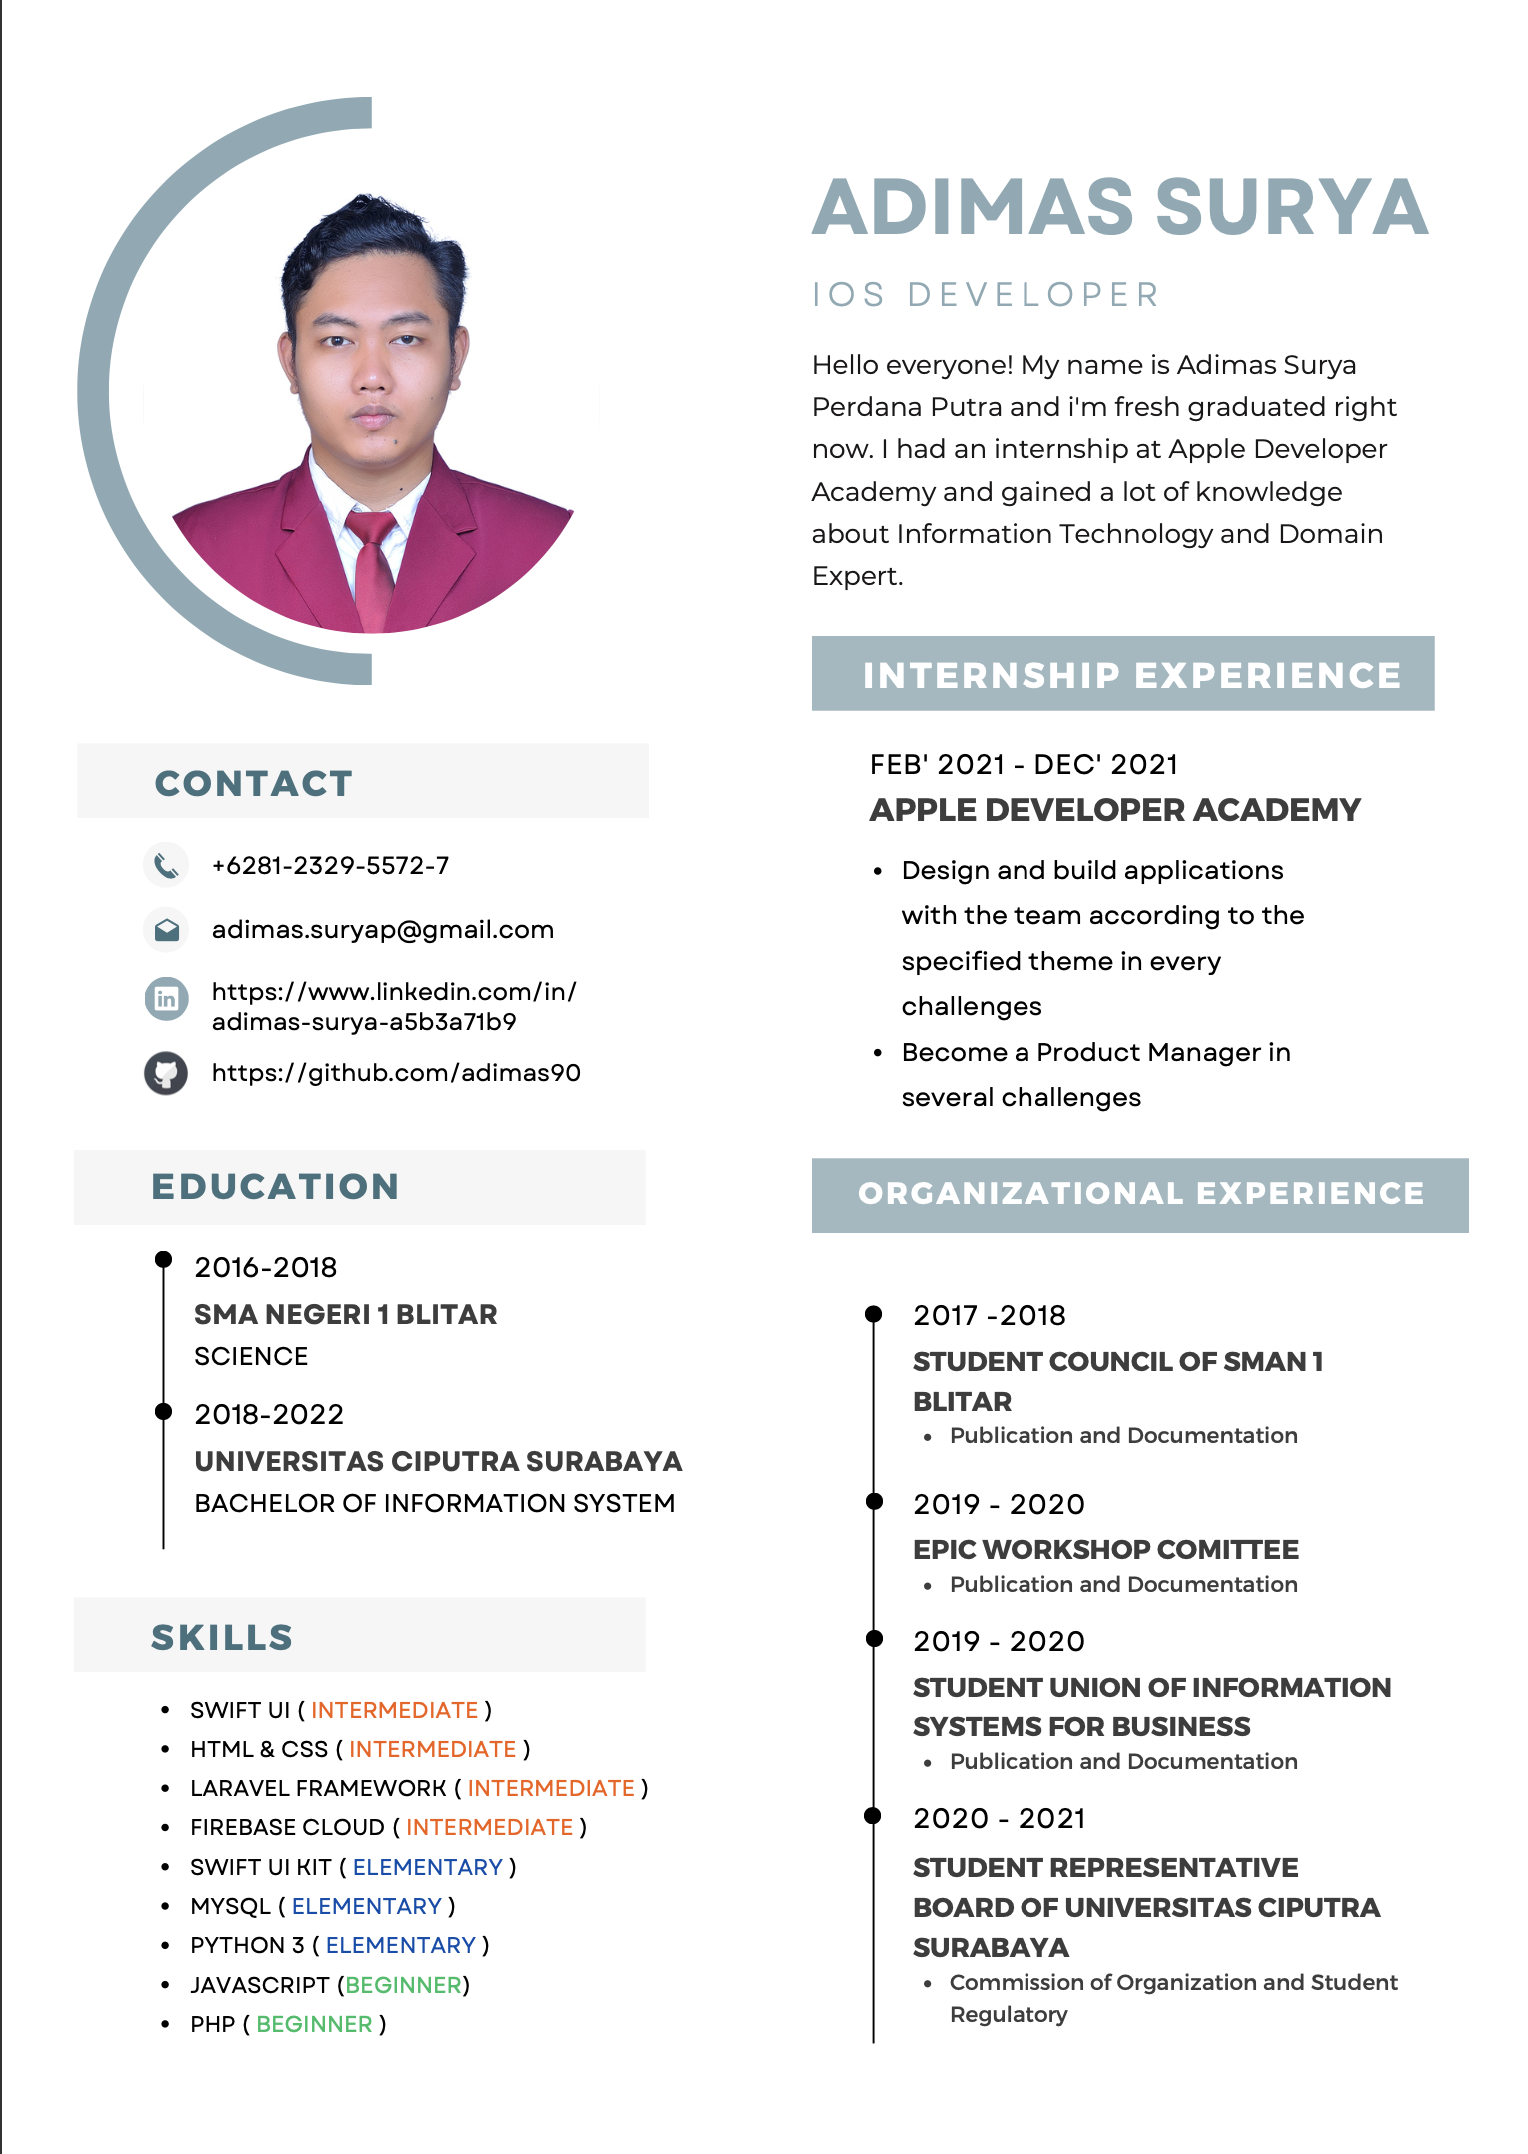 ADIMAS SURYA
IOS DEVELOPER
Hello everyone! My name is Adimas Surya
Perdana Putra and i'm fresh graduated right
now. I had an internship at Apple Developer
Academy and gained a lot of knowledge
about Information Technology and Domain
Expert.
CONTACT
+6281-2329-5572-7
adimas.suryap@gmail.com
in
https://www.linkedin.com/in/
adimas-surya-a5b3a71b9
https://github.com/adimas90
EDUCATION
2016-2018
SMA NEGERI 1 BLITAR
SCIENCE
2018-2022
UNIVERSITAS CIPUTRA SURABAYA
BACHELOR OF INFORMATION SYSTEM
SKILLS
• SWIFT UI ( INTERMEDIATE )
• HTML & CSS ( INTERMEDIATE )
• LARAVEL FRAMEWORK ( INTERMEDIATE )
• FIREBASE CLOUD ( INTERMEDIATE )
• SWIFT UI KIT ( ELEMENTARY )
• MYSQL ( ELEMENTARY )
• PYTHON 3 ( ELEMENTARY )
• JAVASCRIPT (BEGINNER)
• PHP ( BEGINNER )
INTERNSHIP EXPERIENCE
FEB' 2021 - DEC' 2021
APPLE DEVELOPER ACADEMY
• Design and build applications
with the team according to the
specified theme in every
challenges
• Become a Product Manager in
several challenges
ORGANIZATIONAL EXPERIENCE
2017 -2018
STUDENT COUNCIL OF SMAN 1
BLITAR
• Publication and Documentation
2019 - 2020
EPIC WORKSHOP COMITTEE
• Publication and Documentation
2019 - 2020
STUDENT UNION OF INFORMATION
SYSTEMS FOR BUSINESS
• Publication and Documentation
2020 - 2021
STUDENT REPRESENTATIVE
BOARD OF UNIVERSITAS CIPUTRA
SURABAYA
• Commission of Organization and Student
Regulatory